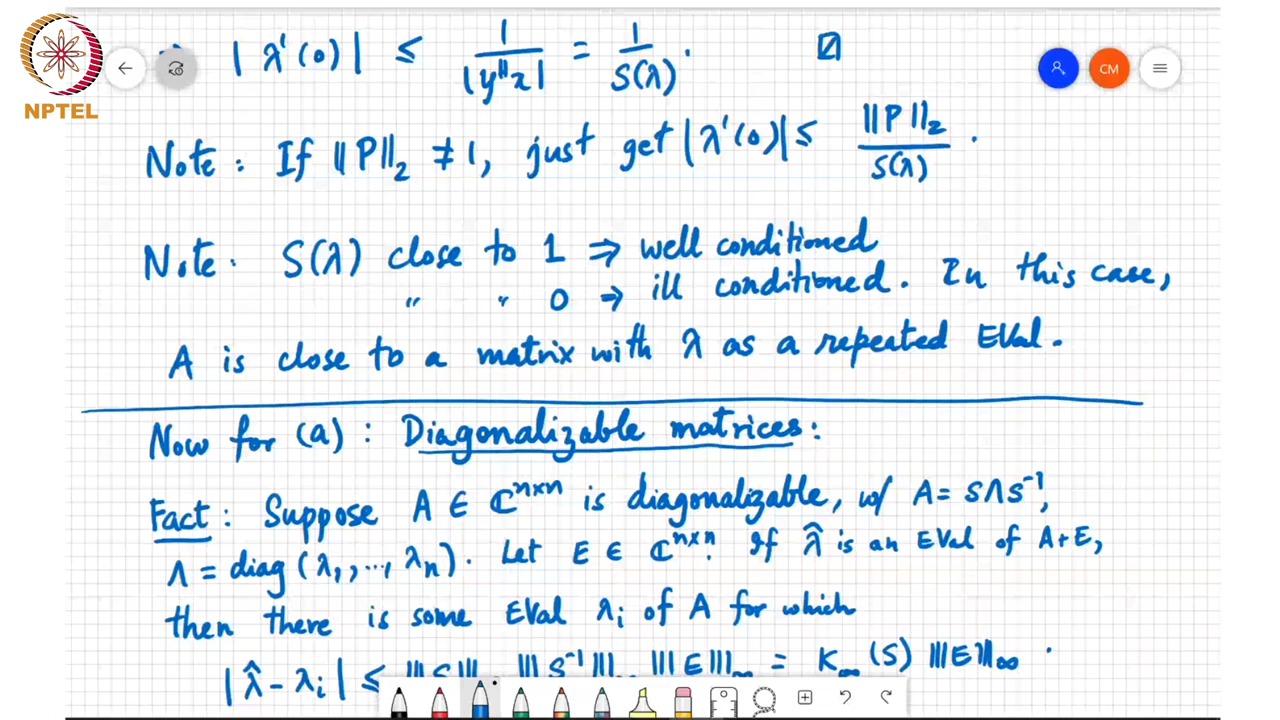 ⇒ | λ'(0) | ≤ 1/|yᴴx| = 1/S(λ).
NPTEL
CM
Note: If ‖P‖₂ ≠ 1, just get |λ'(0)| ≤ ‖P‖₂/S(λ).
Note. S(λ) close to 1 ⇒ well conditioned
" " 0 ⇒ ill conditioned. In this case,
A is close to a matrix with λ as a repeated EVal.
Now for (a): Diagonalizable matrices:
Fact: Suppose A ∈ ℂⁿˣⁿ is diagonalizable, w/ A = SΛS⁻¹,
Λ = diag (λ₁, ..., λₙ). Let E ∈ ℂⁿˣⁿ. If λ̂ is an EVal of A+E,
then there is some EVal λᵢ of A for which
| λ̂ - λᵢ | ≤ |||S||| |||S⁻¹||| |||E|||∞ = K∞(S) |||E|||∞.